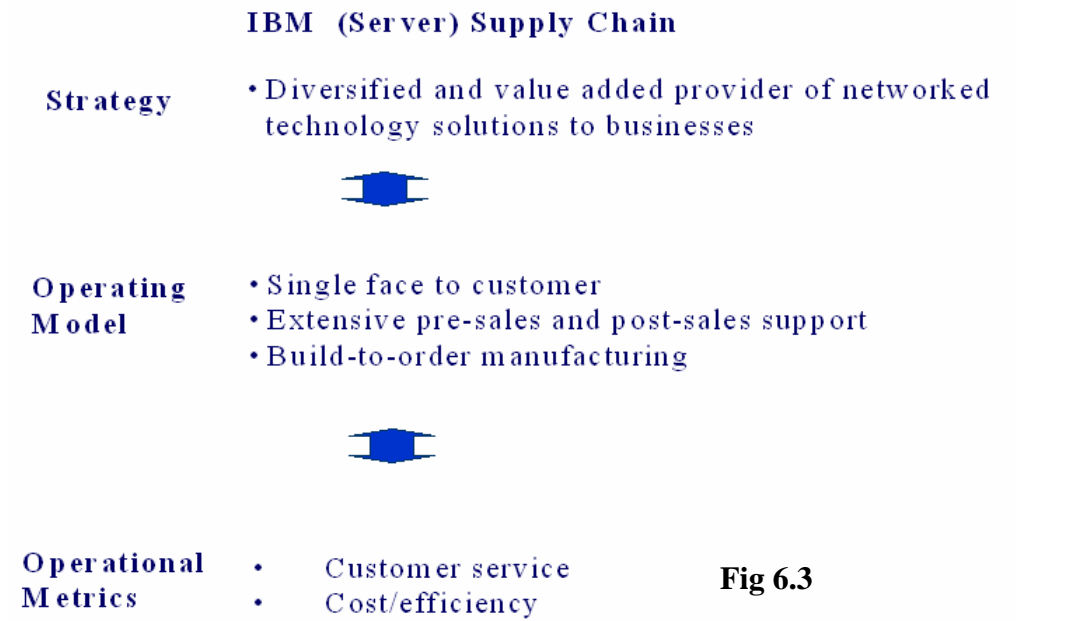 IBM (Server) Supply Chain
Strategy
• Diversified and value added provider of networked
technology solutions to businesses
Operating
Model
• Single face to customer
• Extensive pre-sales and post-sales support
• Build-to-order manufacturing
Operational
Metrics
• Customer service
• Cost/efficiency
Fig 6.3